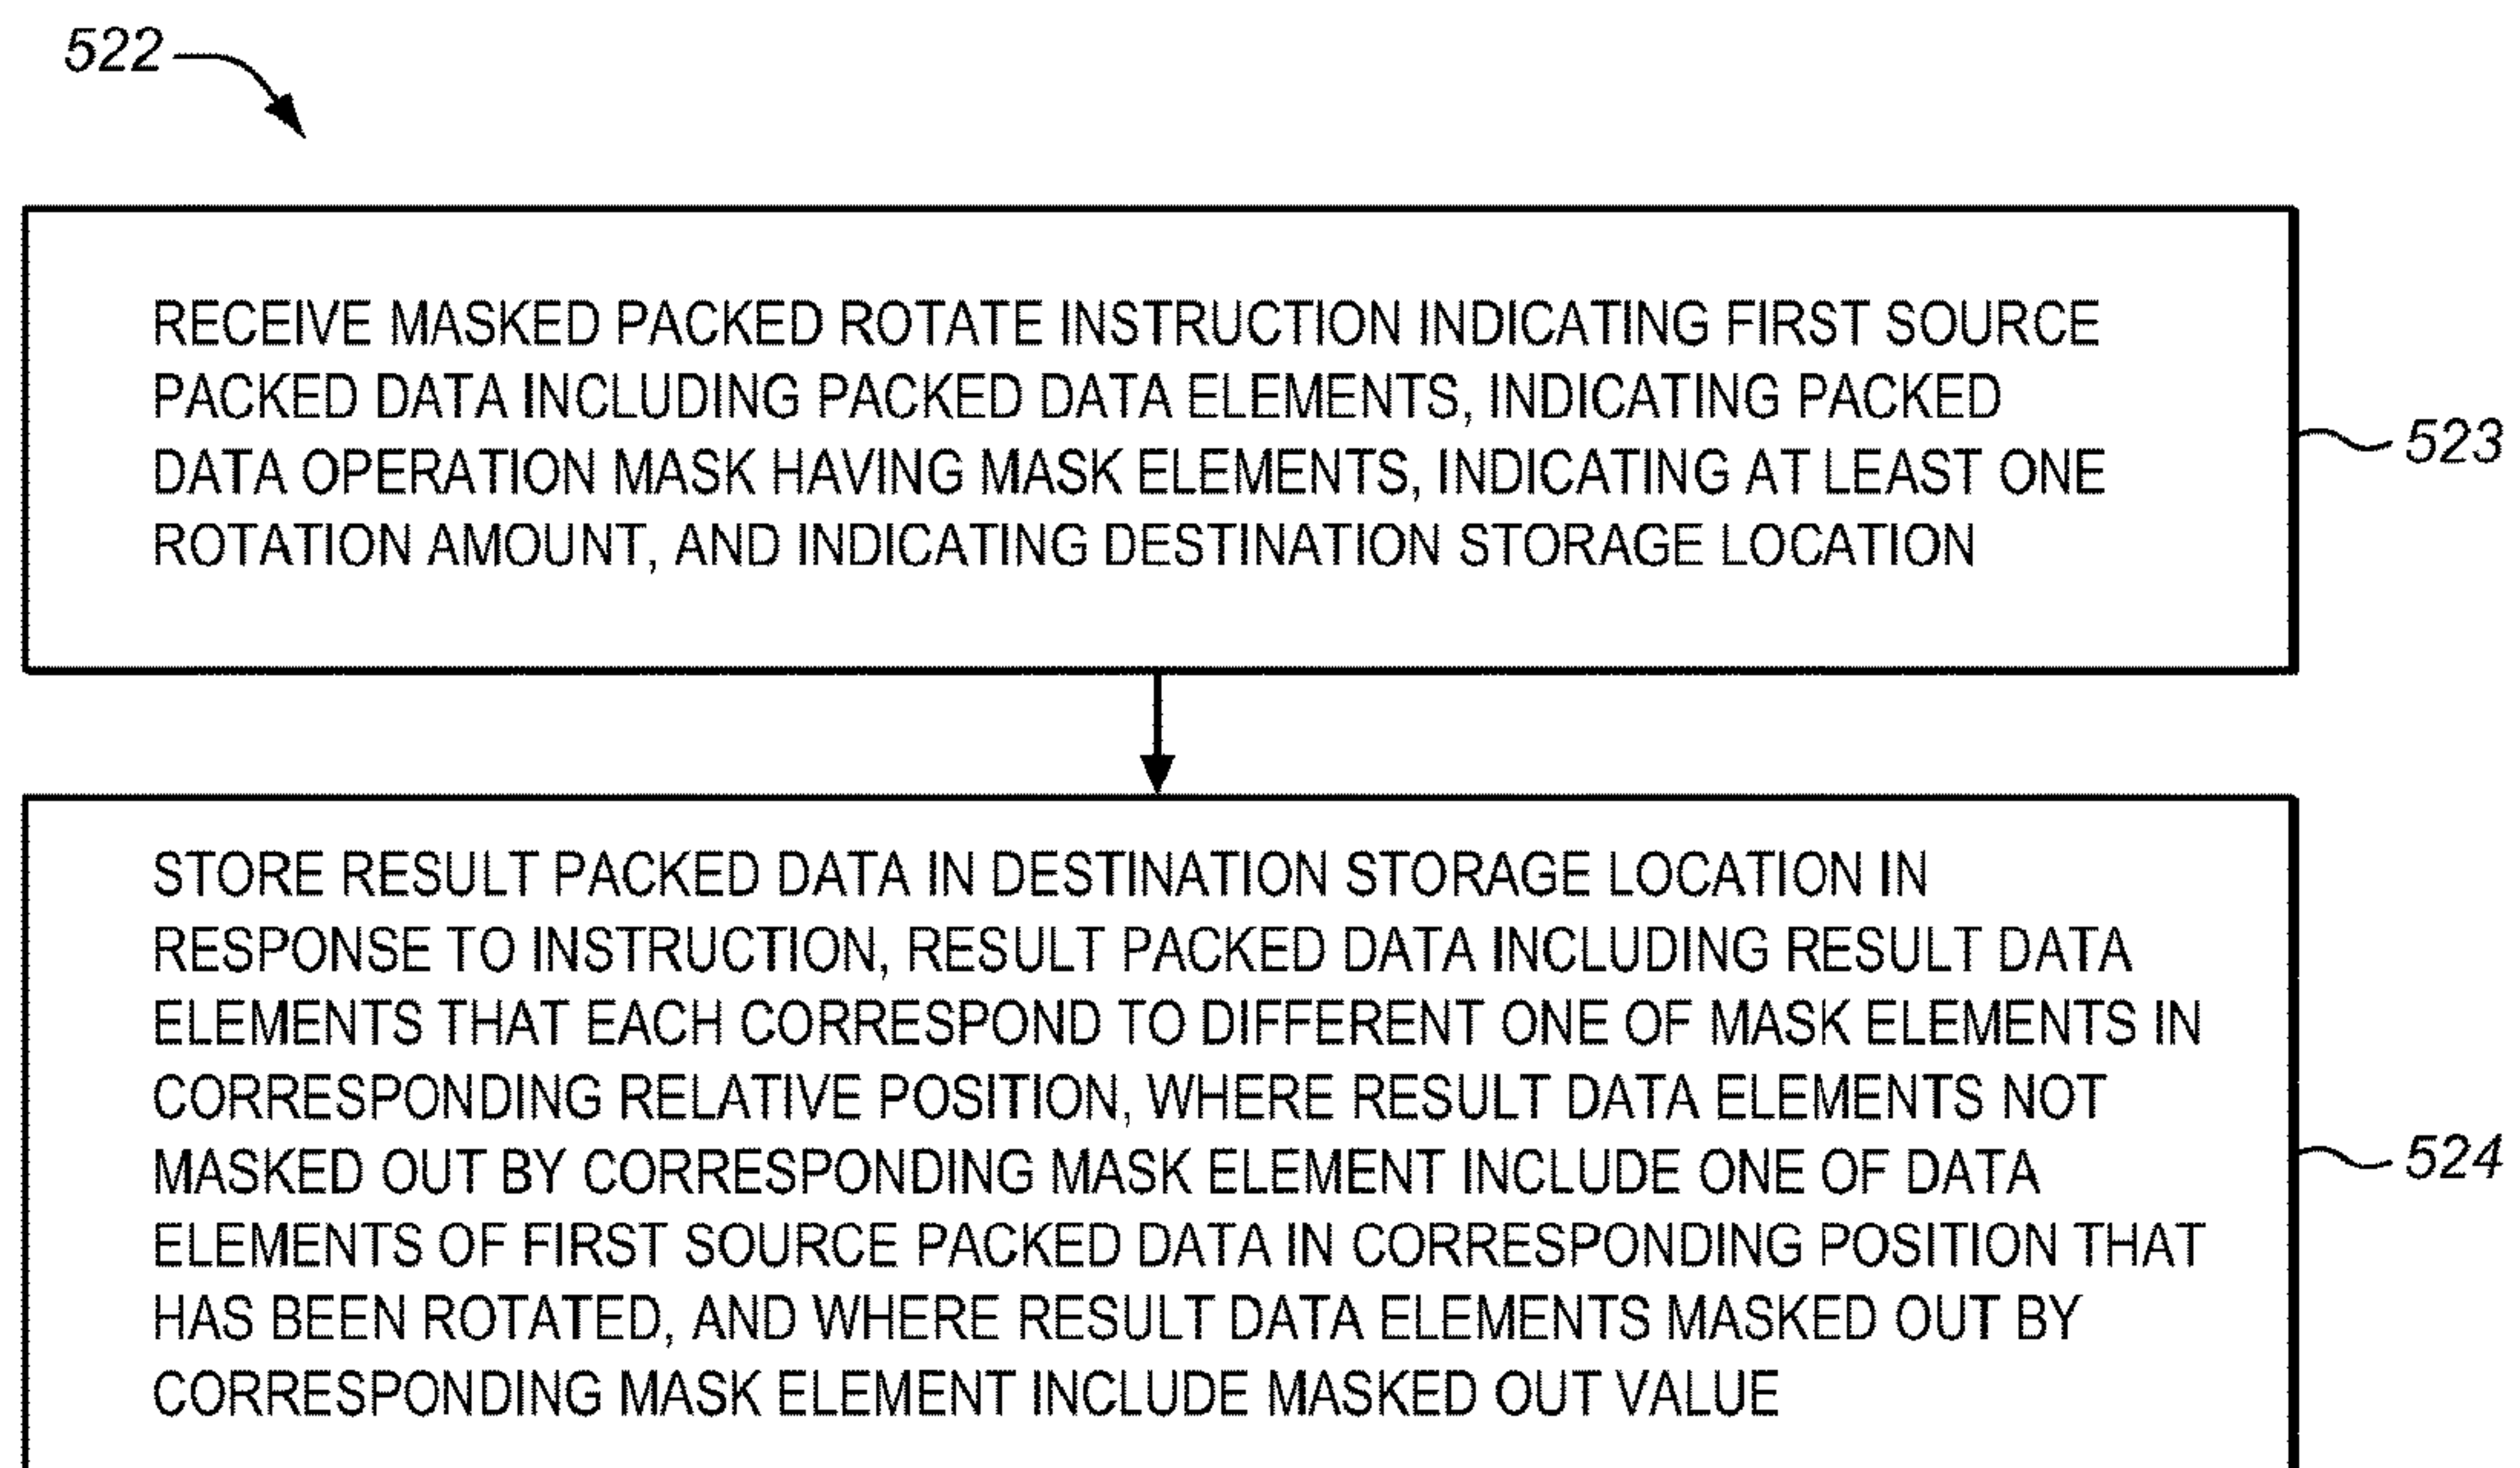 522
RECEIVE MASKED PACKED ROTATE INSTRUCTION INDICATING FIRST SOURCE
PACKED DATA INCLUDING PACKED DATA ELEMENTS, INDICATING PACKED
DATA OPERATION MASK HAVING MASK ELEMENTS, INDICATING AT LEAST ONE
ROTATION AMOUNT, AND INDICATING DESTINATION STORAGE LOCATION
523
STORE RESULT PACKED DATA IN DESTINATION STORAGE LOCATION IN
RESPONSE TO INSTRUCTION, RESULT PACKED DATA INCLUDING RESULT DATA
ELEMENTS THAT EACH CORRESPOND TO DIFFERENT ONE OF MASK ELEMENTS IN
CORRESPONDING RELATIVE POSITION, WHERE RESULT DATA ELEMENTS NOT
MASKED OUT BY CORRESPONDING MASK ELEMENT INCLUDE ONE OF DATA
ELEMENTS OF FIRST SOURCE PACKED DATA IN CORRESPONDING POSITION THAT
HAS BEEN ROTATED, AND WHERE RESULT DATA ELEMENTS MASKED OUT BY
CORRESPONDING MASK ELEMENT INCLUDE MASKED OUT VALUE
524